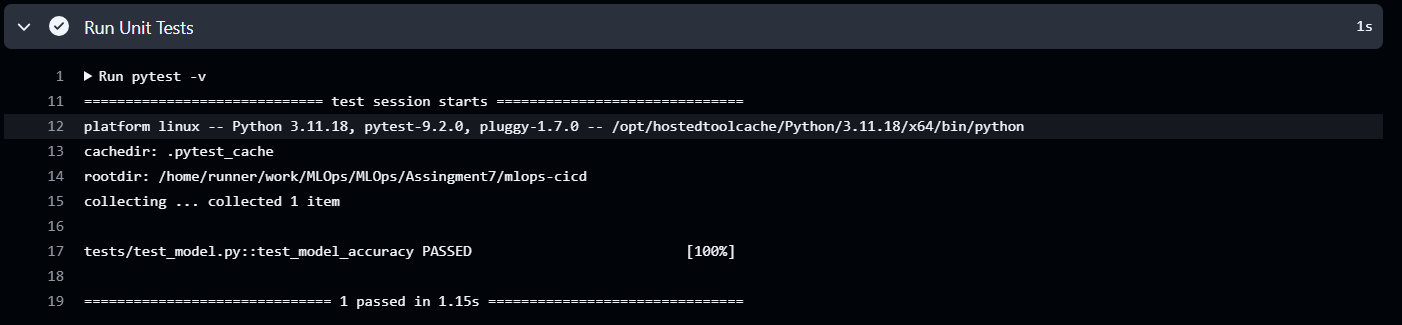 Run Unit Tests 1s
1 Run pytest -v
11 ============================= test session starts ==============================
12 platform linux -- Python 3.11.18, pytest-9.2.0, pluggy-1.7.0 -- /opt/hostedtoolcache/Python/3.11.18/x64/bin/python
13 cachedir: .pytest_cache
14 rootdir: /home/runner/work/MLOps/MLOps/Assingment7/mlops-cicd
15 collecting ... collected 1 item
16
17 tests/test_model.py::test_model_accuracy PASSED [100%]
18
19 ============================== 1 passed in 1.15s ===============================